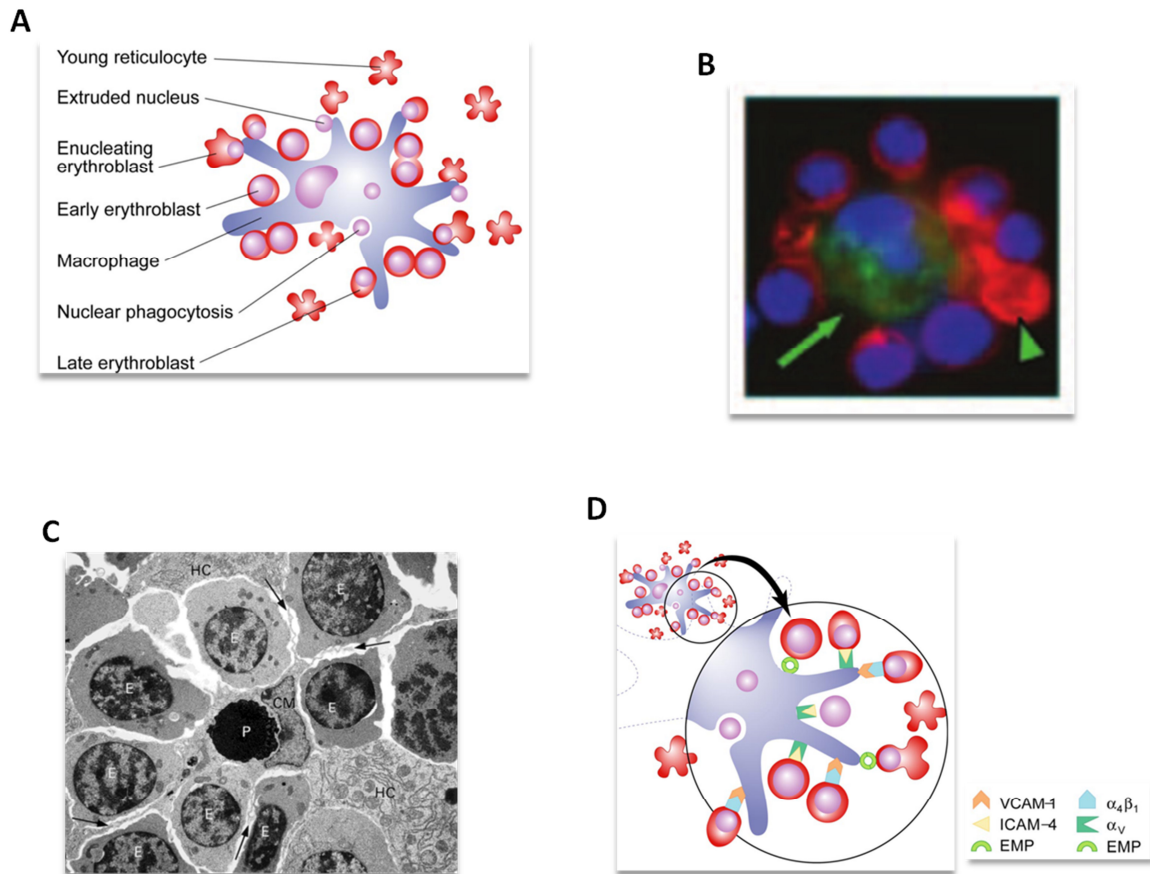 A
Young reticulocyte
Extruded nucleus
Enucleating
erythroblast
Early erythroblast
Macrophage
Nuclear phagocytosis
Late erythroblast
B
C
HC
E
E
E
E
CM
P
E
E
HC
E
E
E
D
VCAM-1
α4β1
ICAM-4
αV
EMP
EMP